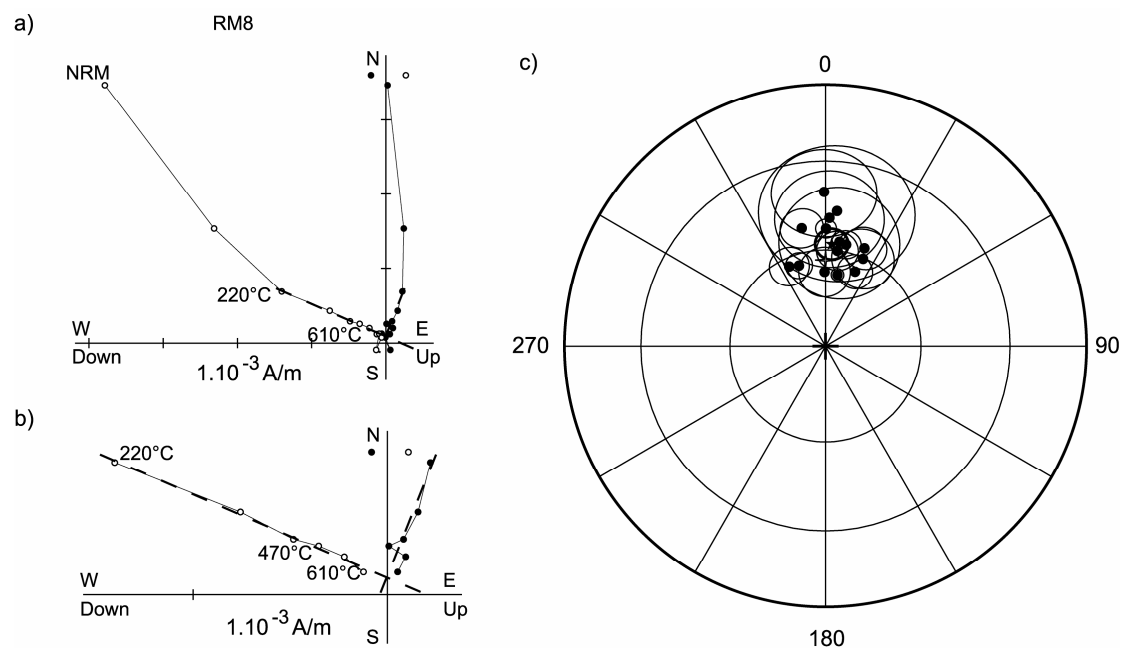 a)
RM8
N
NRM
220°C
610°C
W
E
Down
Up
1.10⁻³ A/m
S
b)
N
220°C
470°C
610°C
W
E
Down
Up
1.10⁻³ A/m
S
c)
0
270
90
180